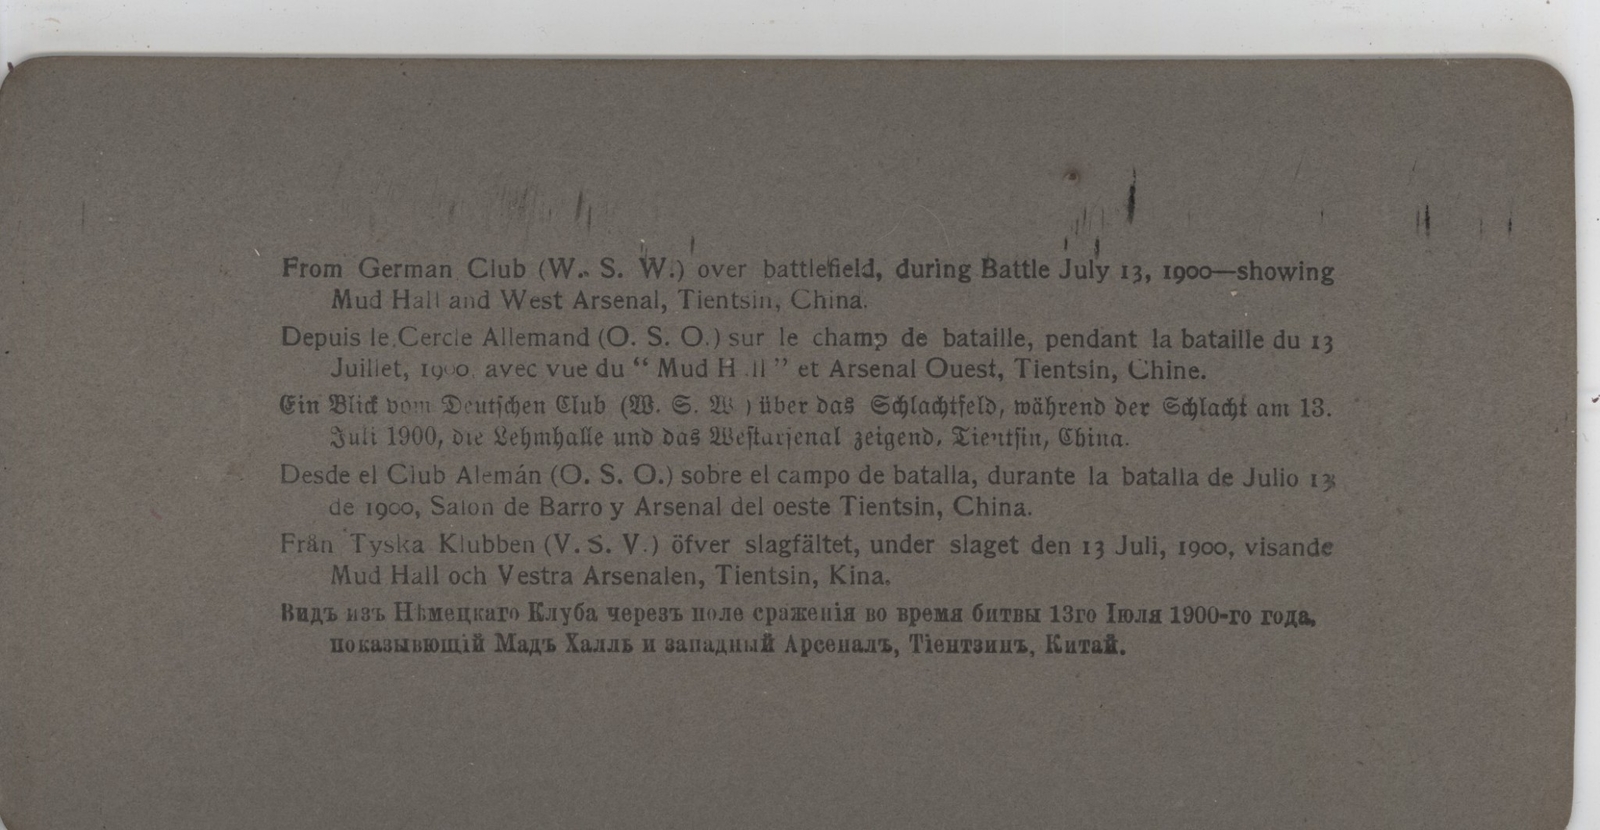 From German Club (W. S. W.) over battlefield, during Battle July 13, 1900—showing
Mud Hall and West Arsenal, Tientsin, China.
Depuis le Cercle Allemand (O. S. O.) sur le champ de bataille, pendant la bataille du 13
Juillet, 1900, avec vue du “ Mud Hall ” et Arsenal Ouest, Tientsin, Chine.
Ein Blick vom Deutschen Club (W. S. W.) über das Schlachtfeld, während der Schlacht am 13.
Juli 1900, die Lehmhalle und das Westarsenal zeigend, Tientsin, China.
Desde el Club Alemán (O. S. O.) sobre el campo de batalla, durante la batalla de Julio 13
de 1900, Salon de Barro y Arsenal del oeste Tientsin, China.
Från Tyska Klubben (V. S. V.) öfver slagfältet, under slaget den 13 Juli, 1900, visande
Mud Hall och Vestra Arsenalen, Tientsin, Kina.
Видъ изъ Нѣмецкаго Клуба черезъ поле сраженія во время битвы 13го Іюля 1900-го года,
показывющій Мадъ Халль и западный Арсеналъ, Тіентзинъ, Китай.